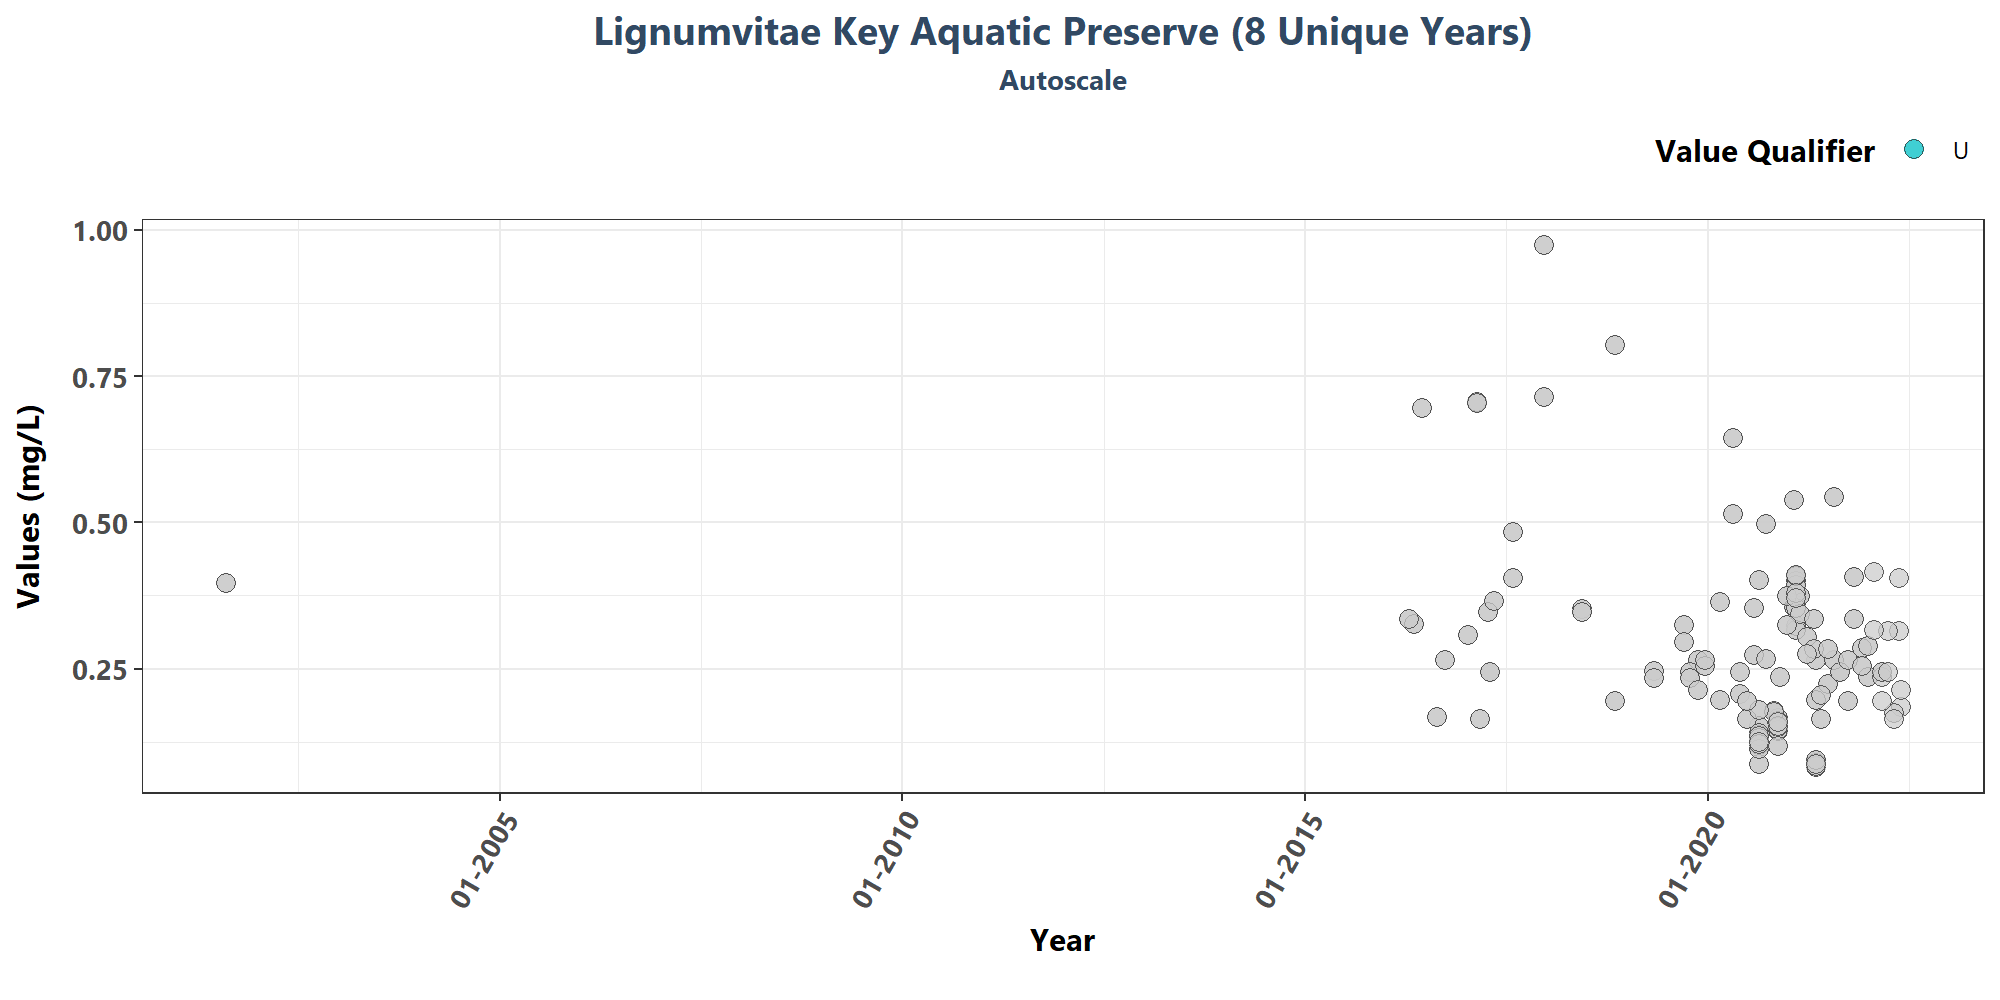 Lignumvitae Key Aquatic Preserve (8 Unique Years)
Autoscale
Value Qualifier U
1.00
0.75
0.50
0.25
Values (mg/L)
01-2005
01-2010
01-2015
01-2020
Year